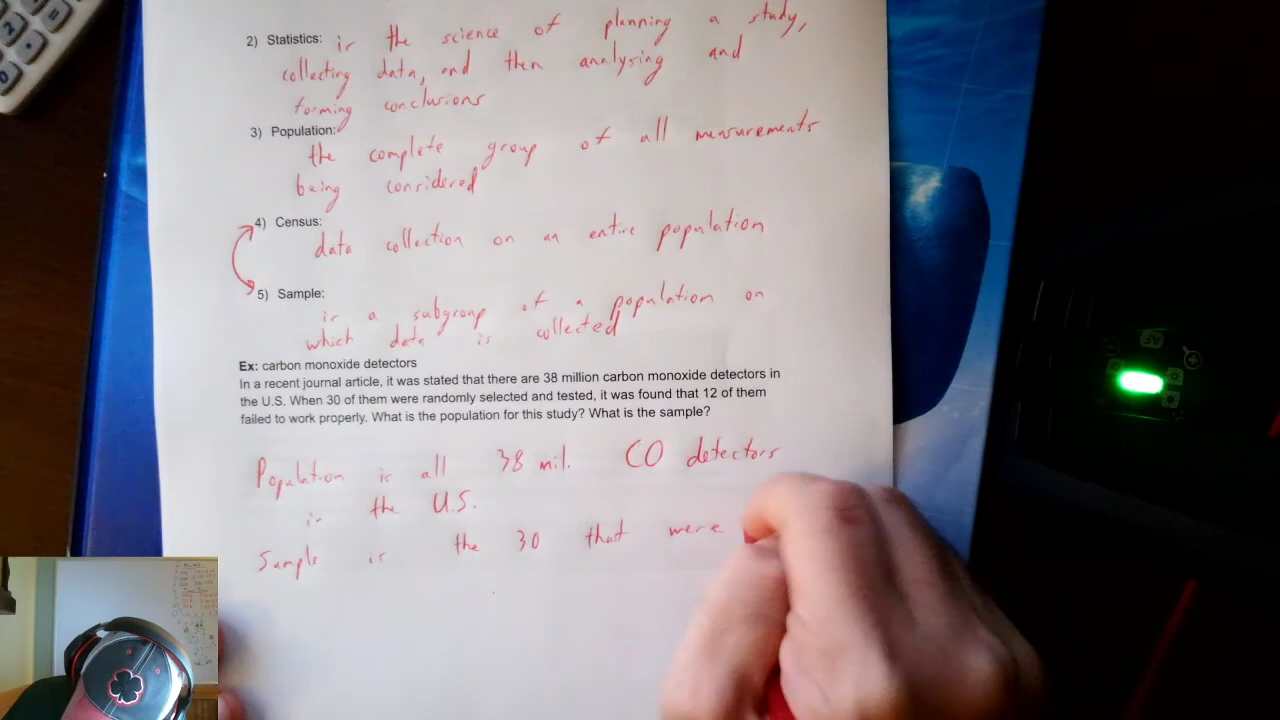 2) Statistics: is the science of planning a study,
collecting data, and then analysing and
forming conclusions
3) Population:
the complete group of all measurements
being considered
4) Census:
data collection on an entire population
5) Sample:
is a subgroup of a population on
which data is collected
Ex: carbon monoxide detectors
In a recent journal article, it was stated that there are 38 million carbon monoxide detectors in
the U.S. When 30 of them were randomly selected and tested, it was found that 12 of them
failed to work properly. What is the population for this study? What is the sample?
Population is all 38 mil. CO detectors
in the U.S.
Sample is the 30 that were
AF